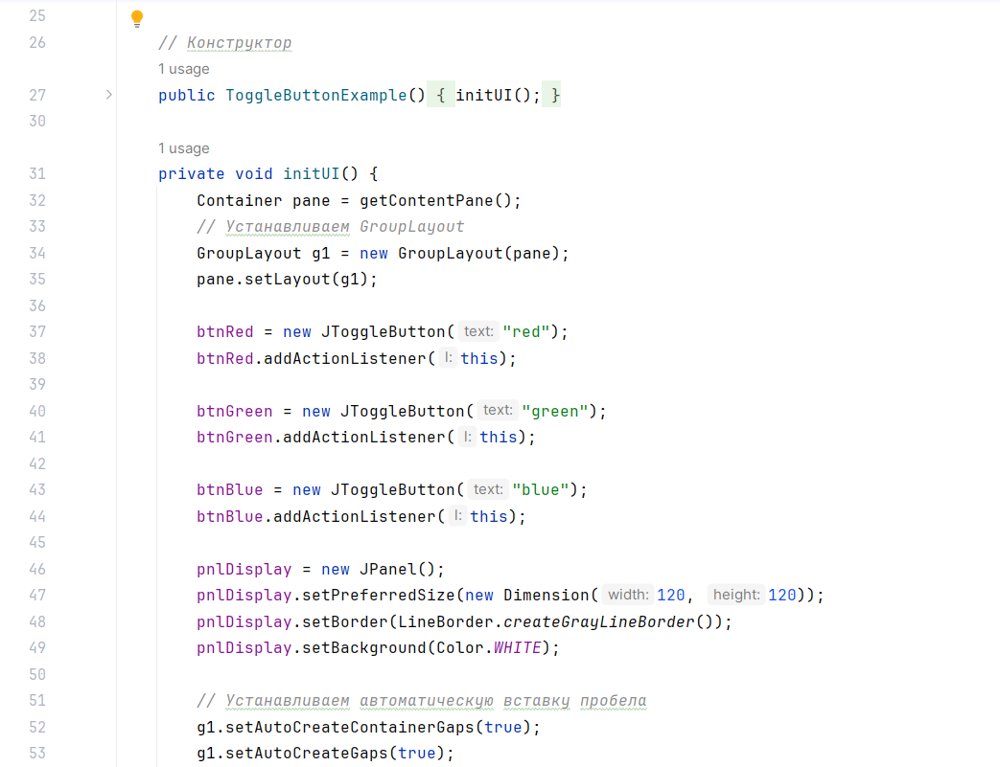 25
26 // Конструктор
1 usage
27 public ToggleButtonExample() { initUI(); }
30
1 usage
31 private void initUI() {
32 Container pane = getContentPane();
33 // Устанавливаем GroupLayout
34 GroupLayout g1 = new GroupLayout(pane);
35 pane.setLayout(g1);
36
37 btnRed = new JToggleButton( text: "red");
38 btnRed.addActionListener( l: this);
39
40 btnGreen = new JToggleButton( text: "green");
41 btnGreen.addActionListener( l: this);
42
43 btnBlue = new JToggleButton( text: "blue");
44 btnBlue.addActionListener( l: this);
45
46 pnlDisplay = new JPanel();
47 pnlDisplay.setPreferredSize(new Dimension( width: 120, height: 120));
48 pnlDisplay.setBorder(LineBorder.createGrayLineBorder());
49 pnlDisplay.setBackground(Color.WHITE);
50
51 // Устанавливаем автоматическую вставку пробела
52 g1.setAutoCreateContainerGaps(true);
53 g1.setAutoCreateGaps(true);